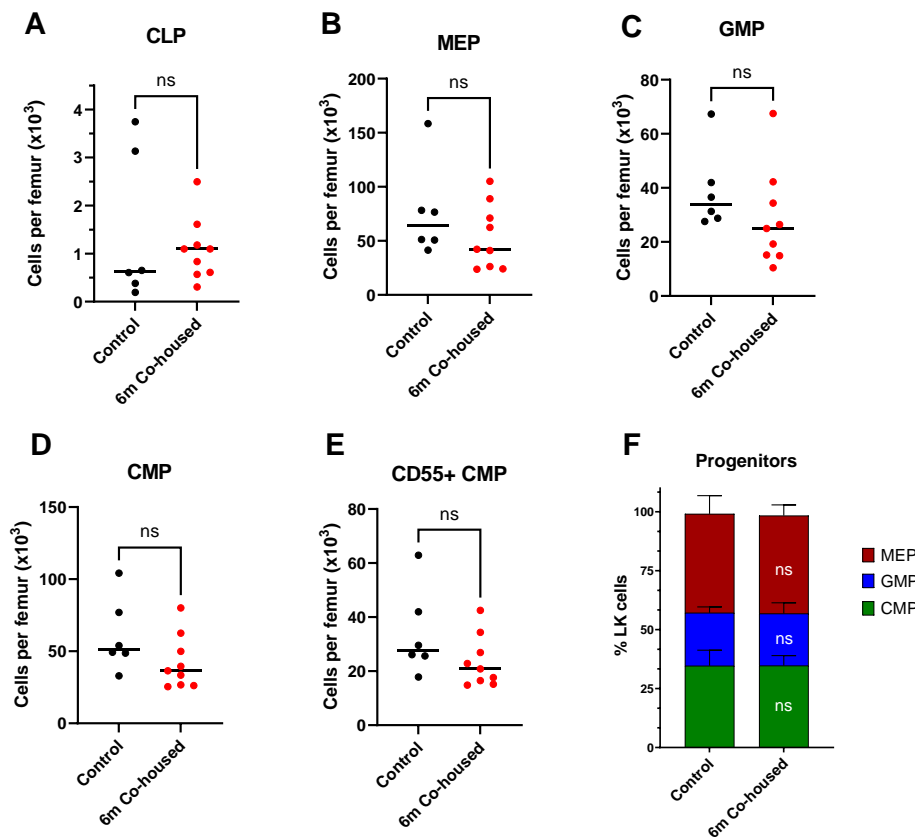 A
CLP
Cells per femur (x10³)
ns
4
3
2
1
0
Control
6m Co-housed
B
MEP
Cells per femur (x10³)
ns
200
150
100
50
0
Control
6m Co-housed
C
GMP
Cells per femur (x10³)
ns
80
60
40
20
0
Control
6m Co-housed
D
CMP
Cells per femur (x10³)
ns
150
100
50
0
Control
6m Co-housed
E
CD55+ CMP
Cells per femur (x10³)
ns
80
60
40
20
0
Control
6m Co-housed
F
Progenitors
% LK cells
100
75
50
25
0
ns
ns
ns
Control
6m Co-housed
MEP
GMP
CMP